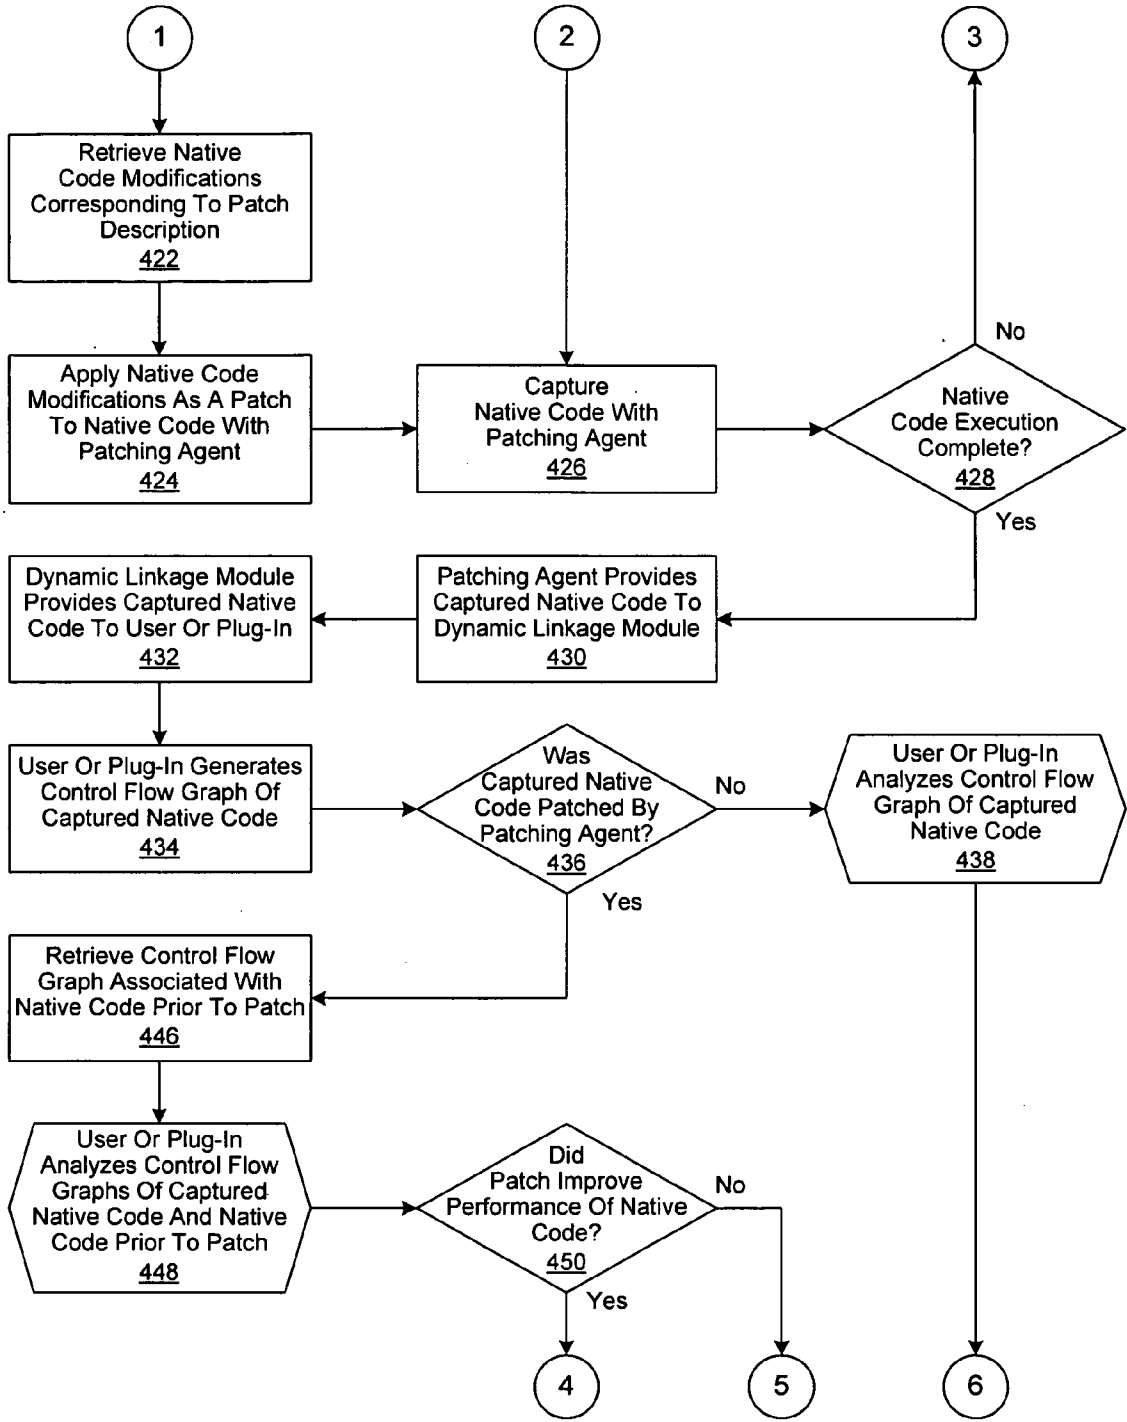 1
2
3
Retrieve Native
Code Modifications
Corresponding To Patch
Description
422
No
Apply Native Code
Modifications As A Patch
To Native Code With
Patching Agent
424
Capture
Native Code With
Patching Agent
426
Native
Code Execution
Complete?
428
Yes
Dynamic Linkage Module
Provides Captured Native
Code To User Or Plug-In
432
Patching Agent Provides
Captured Native Code To
Dynamic Linkage Module
430
User Or Plug-In Generates
Control Flow Graph Of
Captured Native Code
434
Was
Captured Native
Code Patched By
Patching Agent?
436
No
Yes
User Or Plug-In
Analyzes Control Flow
Graph Of Captured
Native Code
438
Retrieve Control Flow
Graph Associated With
Native Code Prior To Patch
446
User Or Plug-In
Analyzes Control Flow
Graphs Of Captured
Native Code And Native
Code Prior To Patch
448
Did
Patch Improve
Performance Of Native
Code?
450
No
Yes
4
5
6